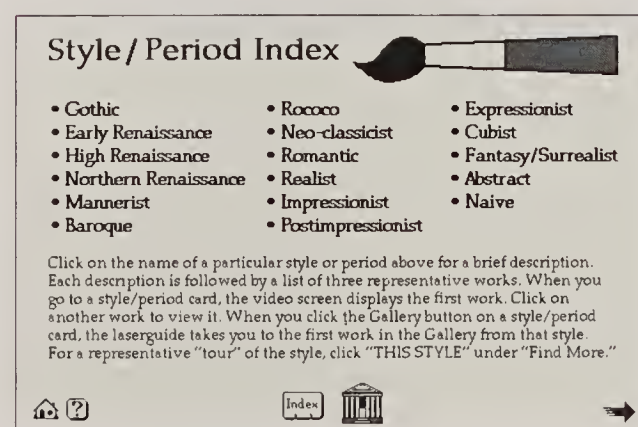 Style/Period Index
• Gothic
• Early Renaissance
• High Renaissance
• Northern Renaissance
• Mannerist
• Baroque
• Rococo
• Neo-classicist
• Romantic
• Realist
• Impressionist
• Postimpressionist
• Expressionist
• Cubist
• Fantasy/Surrealist
• Abstract
• Naive
Click on the name of a particular style or period above for a brief description.
Each description is followed by a list of three representative works. When you
go to a style/period card, the video screen displays the first work. Click on
another work to view it. When you click the Gallery button on a style/period
card, the laserguide takes you to the first work in the Gallery from that style.
For a representative "tour" of the style, click "THIS STYLE" under "Find More."
?
Index